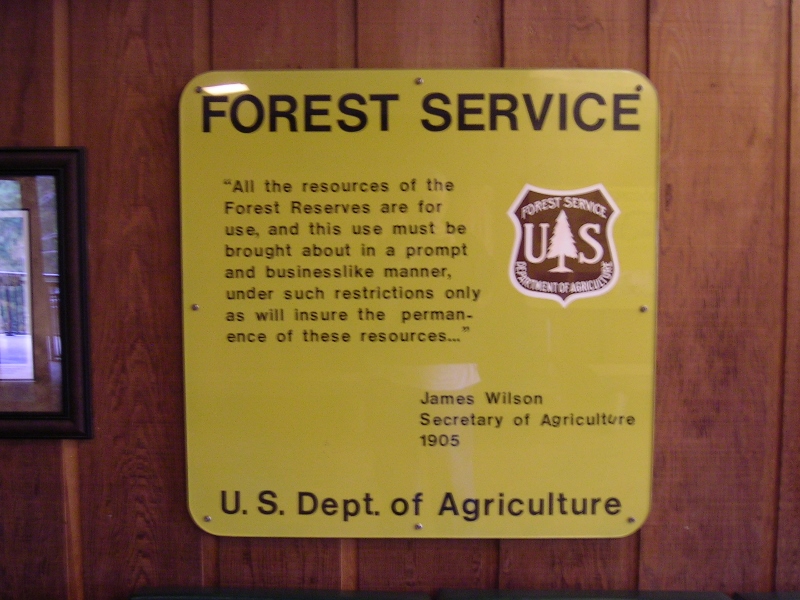 FOREST SERVICE
“All the resources of the
Forest Reserves are for
use, and this use must be
brought about in a prompt
and businesslike manner,
under such restrictions only
as will insure the perman-
ence of these resources...”
FOREST SERVICE
U S
DEPARTMENT OF AGRICULTURE
James Wilson
Secretary of Agriculture
1905
U. S. Dept. of Agriculture